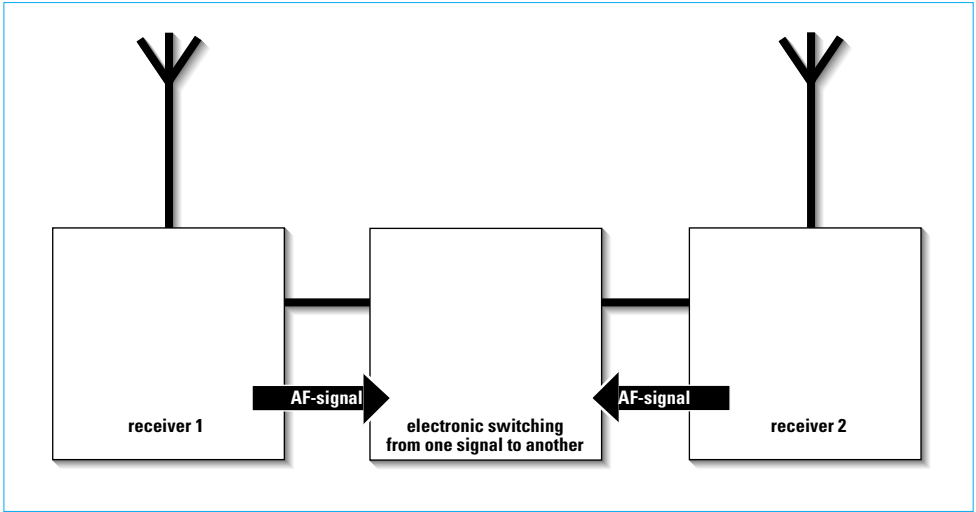 AF-signal
AF-signal
receiver 1
electronic switching
from one signal to another
receiver 2